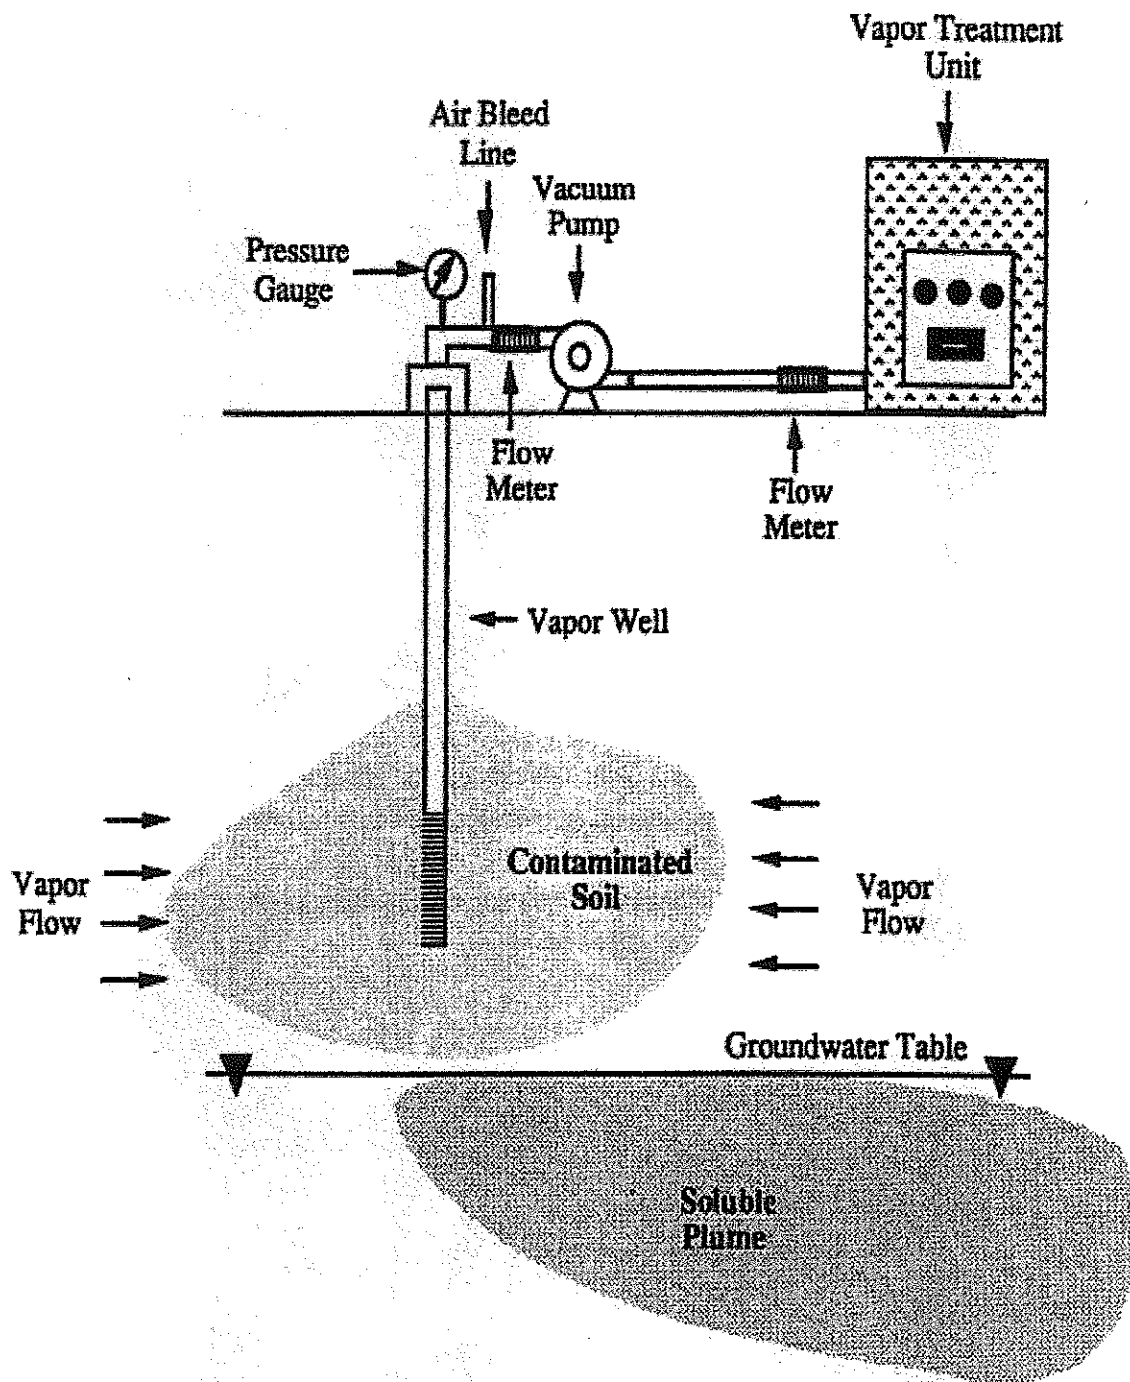 Vapor Treatment
Unit
Air Bleed
Line
Vacuum
Pump
Pressure
Gauge
Flow
Meter
Flow
Meter
Vapor Well
Contaminated
Soil
Vapor
Flow
Vapor
Flow
Groundwater Table
Soluble
Plume